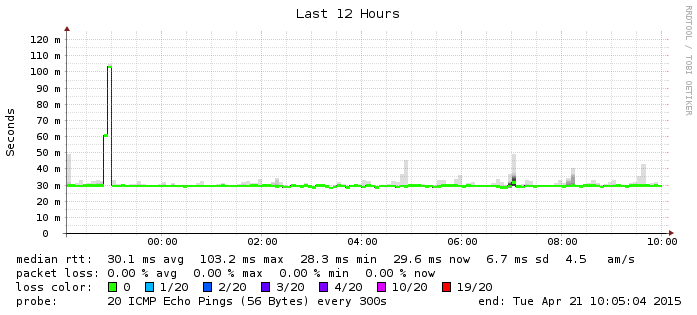 Last 12 Hours
RRDTOOL / TOBI OETIKER
Seconds
120 m
110 m
100 m
90 m
80 m
70 m
60 m
50 m
40 m
30 m
20 m
10 m
0
00:00 02:00 04:00 06:00 08:00 10:00
median rtt: 30.1 ms avg 103.2 ms max 28.3 ms min 29.6 ms now 6.7 ms sd 4.5 am/s
packet loss: 0.00 % avg 0.00 % max 0.00 % min 0.00 % now
loss color: 0 1/20 2/20 3/20 4/20 10/20 19/20
probe: 20 ICMP Echo Pings (56 Bytes) every 300s end: Tue Apr 21 10:05:04 2015